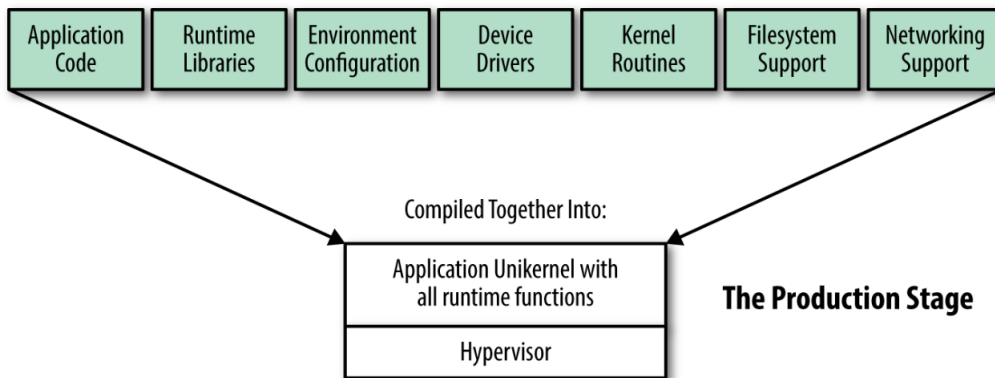 Application
Code
Runtime
Libraries
Environment
Configuration
Device
Drivers
Kernel
Routines
Filesystem
Support
Networking
Support
Compiled Together Into:
Application Unikernel with
all runtime functions
The Production Stage
Hypervisor